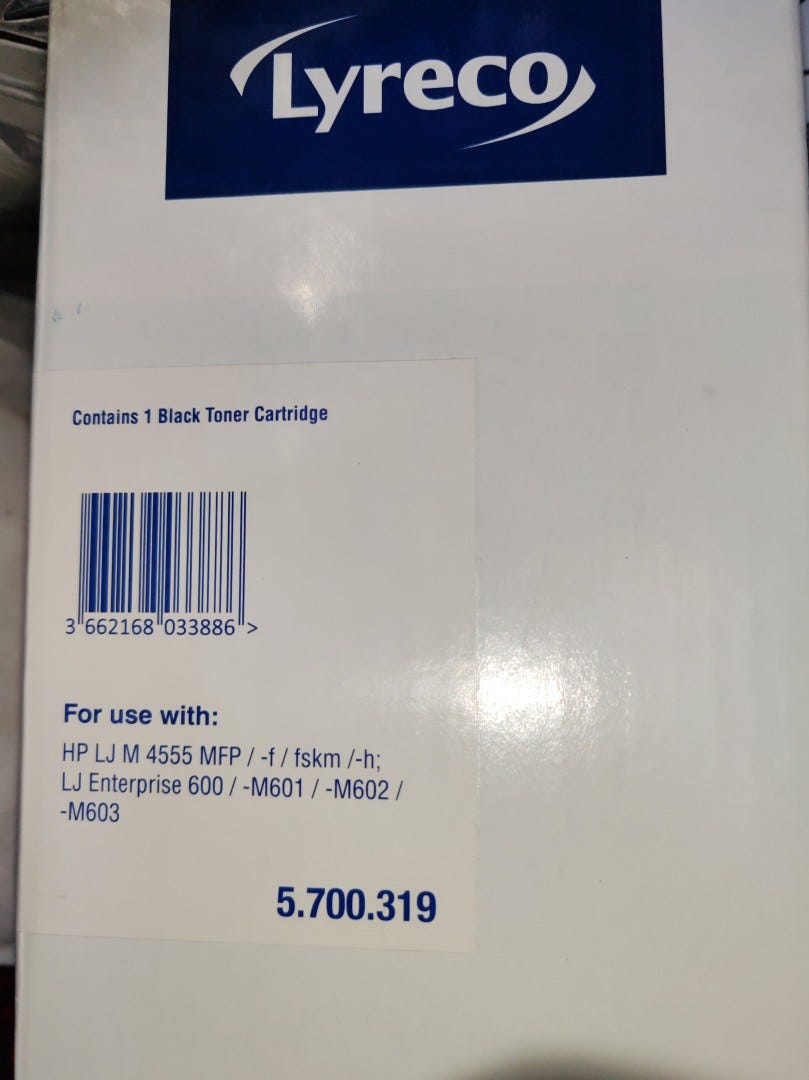 Lyreco
Contains 1 Black Toner Cartridge
3 662168 033886 >
For use with:
HP LJ M 4555 MFP / -f / fskm /-h;
LJ Enterprise 600 / -M601 / -M602 /
-M603
5.700.319